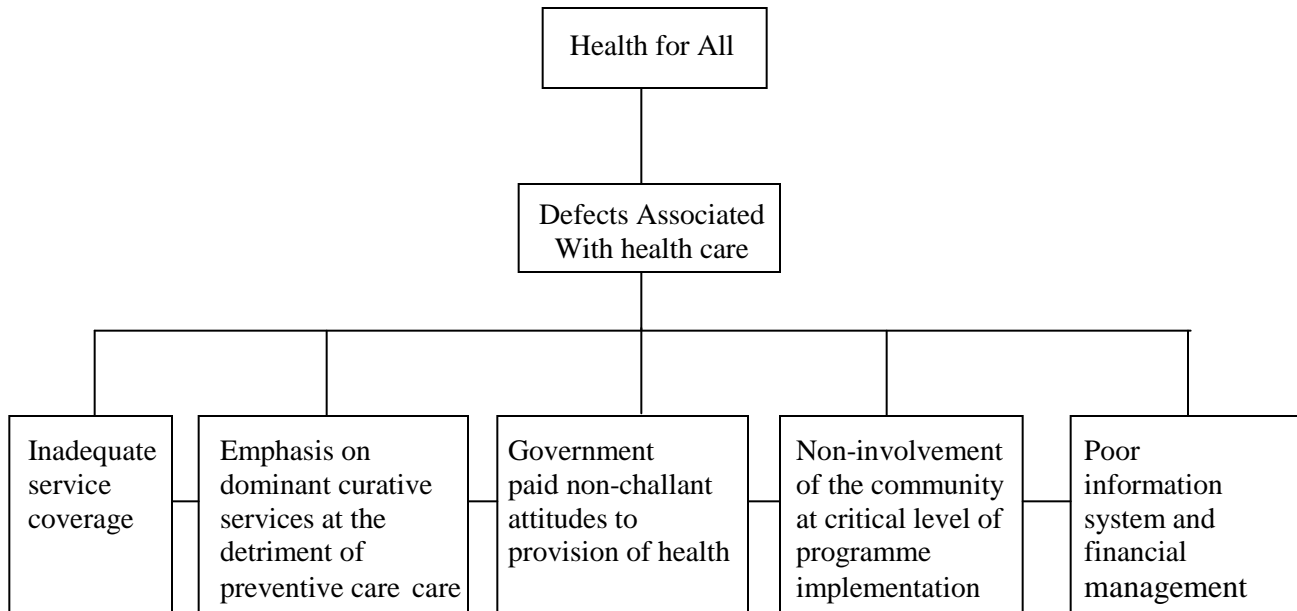 Health for All
Defects Associated
With health care
Inadequate
service
coverage
Emphasis on
dominant curative
services at the
detriment of
preventive care care
Government
paid non-challant
attitudes to
provision of health
Non-involvement
of the community
at critical level of
programme
implementation
Poor
information
system and
financial
management